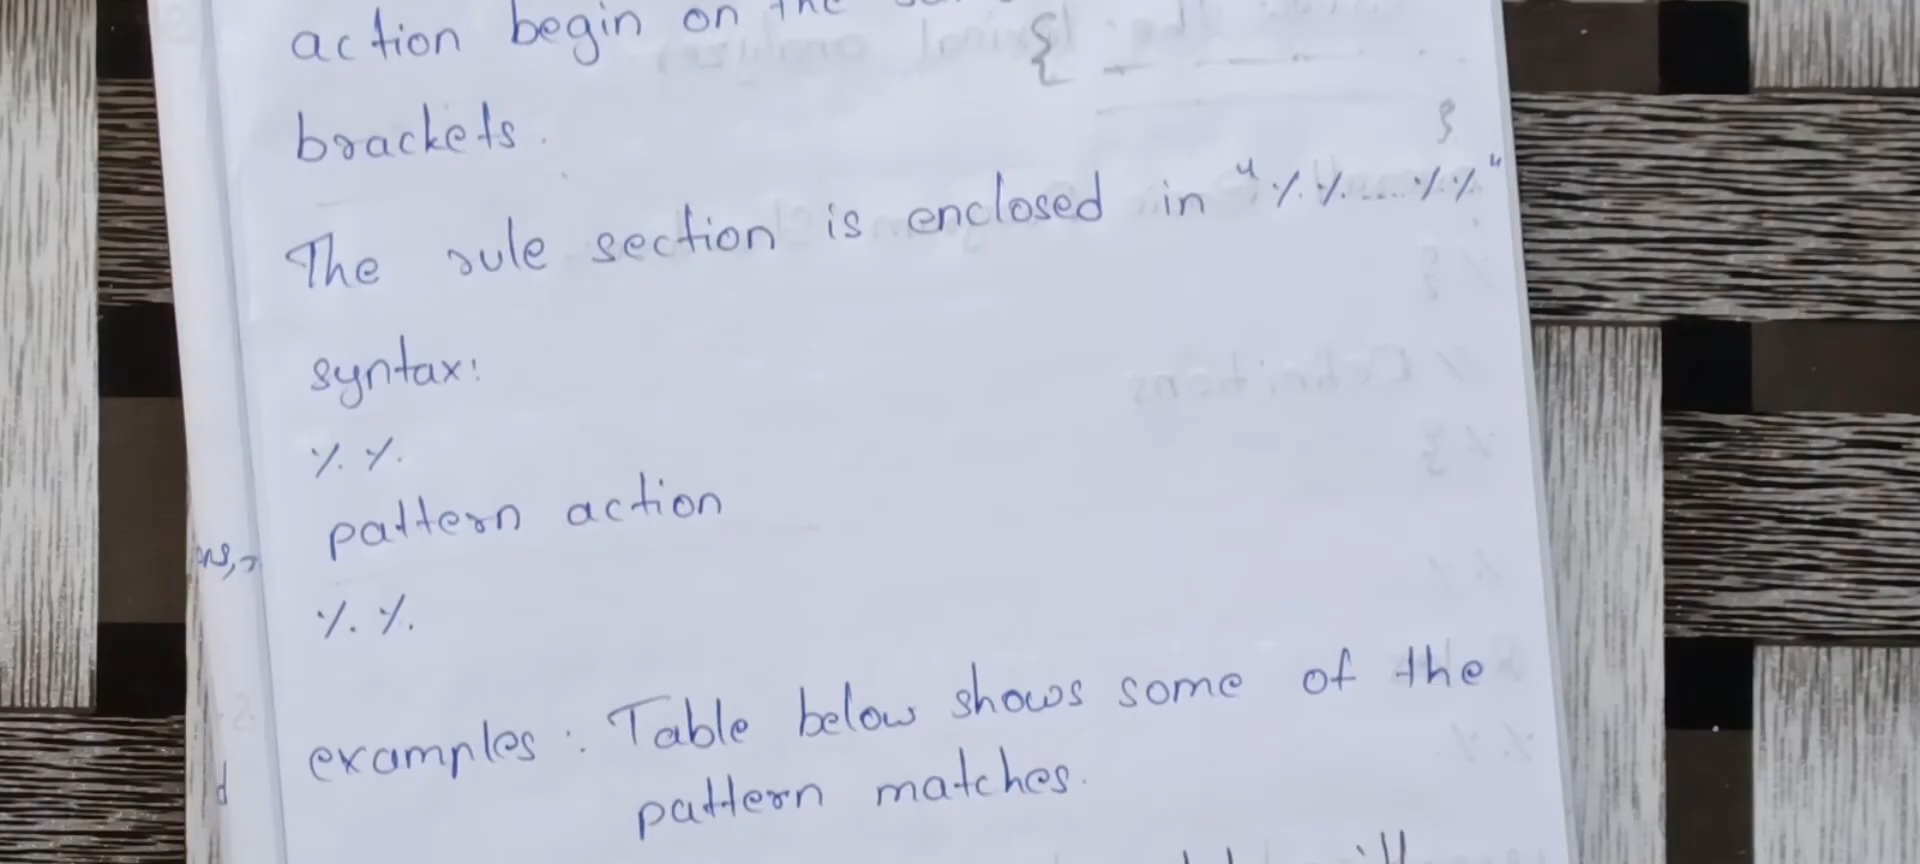 action begin on the
brackets.
The rule section is enclosed in "%%....%%"
syntax:
%%
pattern action
%%
examples: Table below shows some of the
pattern matches.